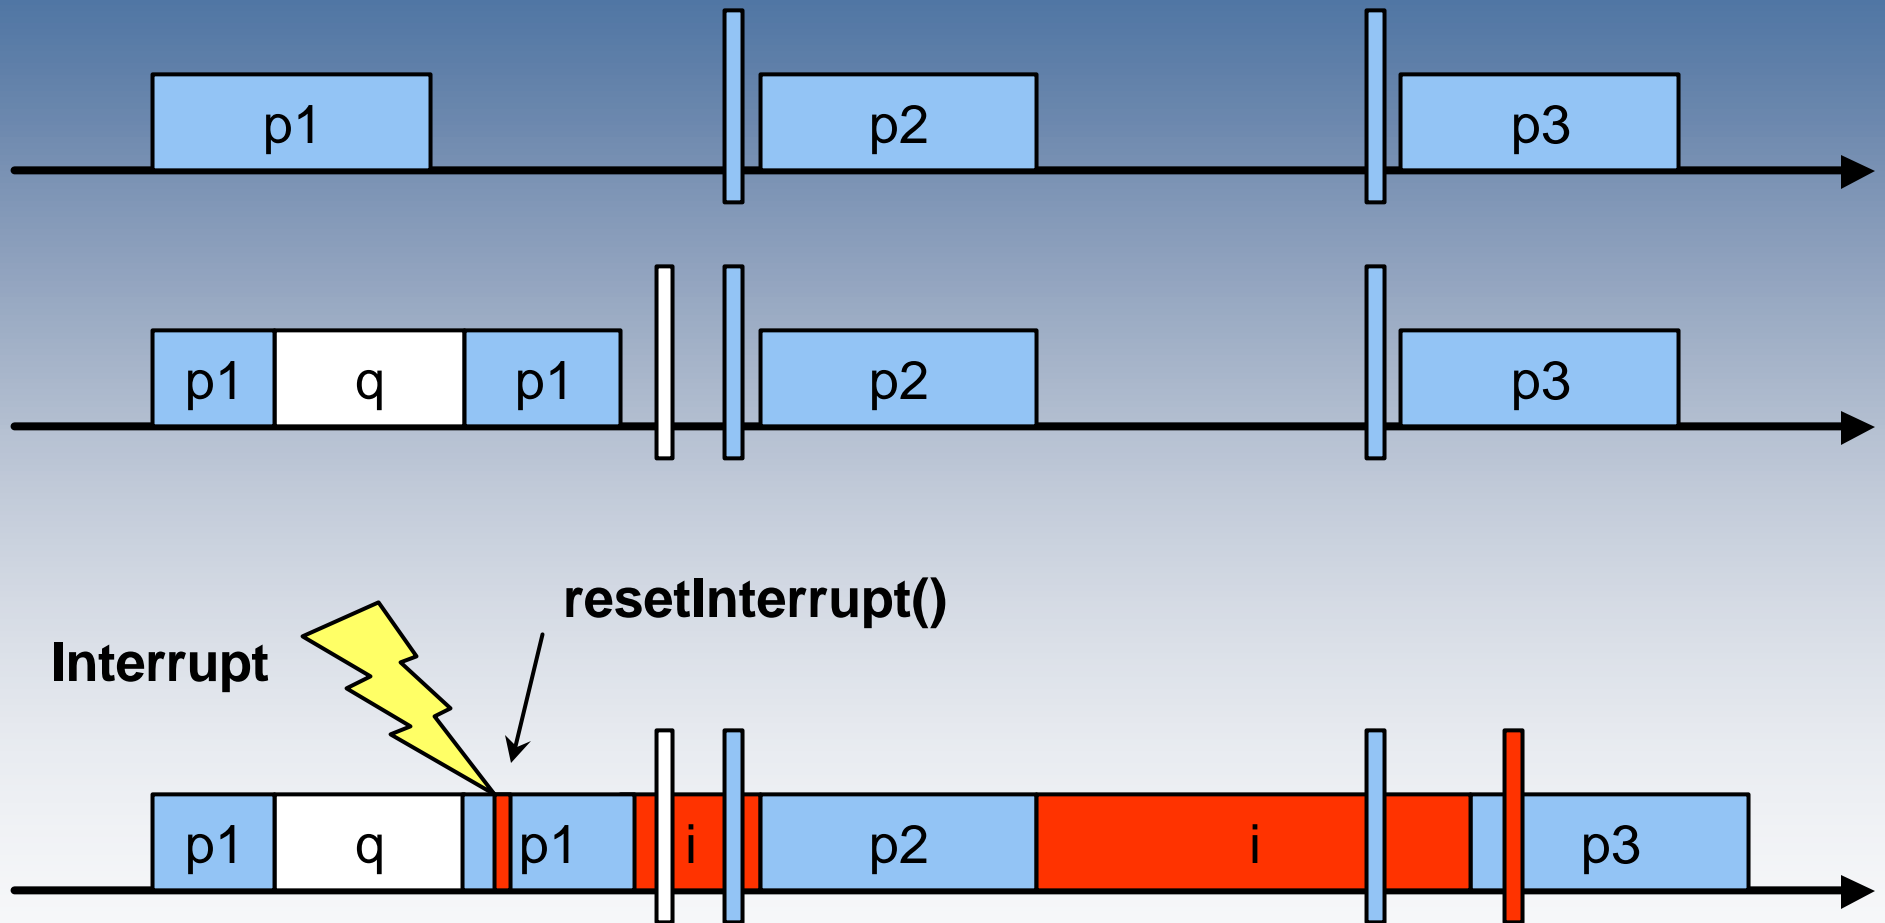 p1 p2 p3
p1 q p1 p2 p3
resetInterrupt()
Interrupt
p1 q p1 i p2 i p3